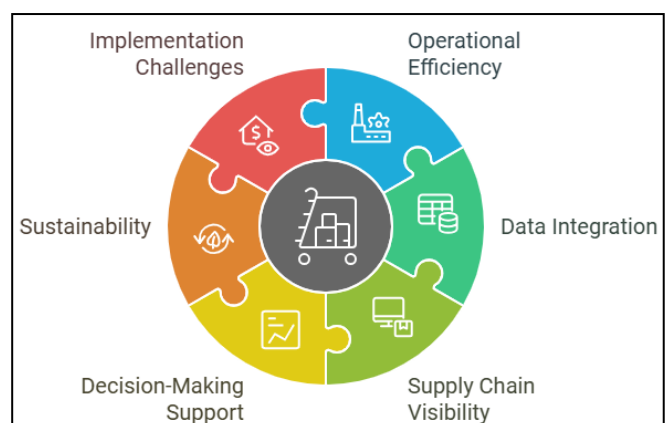 Implementation
Challenges
Operational
Efficiency
Sustainability
Data Integration
Decision-Making
Support
Supply Chain
Visibility